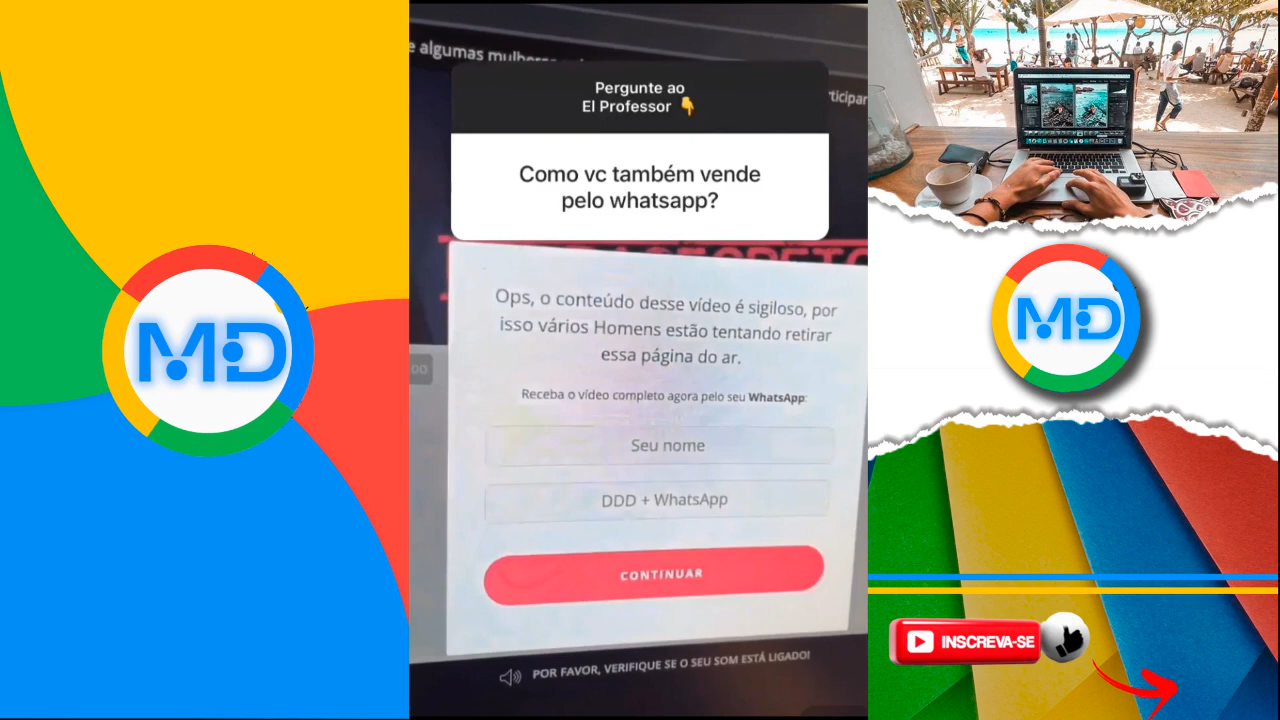 MD
e algumas
Pergunte ao
El Professor 👇
Como vc também vende
pelo whatsapp?
Ops, o conteúdo desse vídeo é sigiloso, por
isso vários Homens estão tentando retirar
essa página do ar.
Receba o vídeo completo agora pelo seu WhatsApp:
Seu nome
DDD + WhatsApp
CONTINUAR
POR FAVOR, VERIFIQUE SE O SEU SOM ESTÁ LIGADO!
MD
INSCREVA-SE